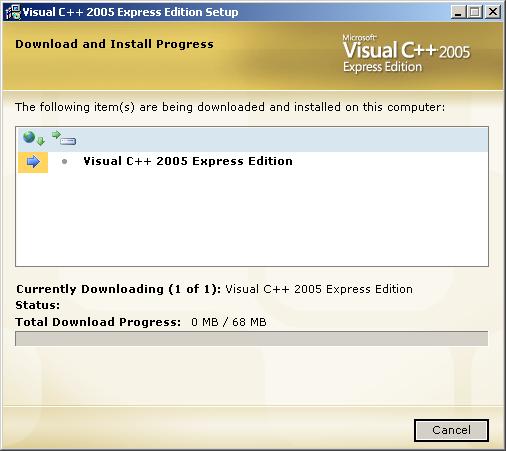 Visual C++ 2005 Express Edition Setup
Download and Install Progress
Microsoft
Visual C++ 2005
Express Edition
The following item(s) are being downloaded and installed on this computer:
Visual C++ 2005 Express Edition
Currently Downloading (1 of 1): Visual C++ 2005 Express Edition
Status:
Total Download Progress: 0 MB / 68 MB
Cancel